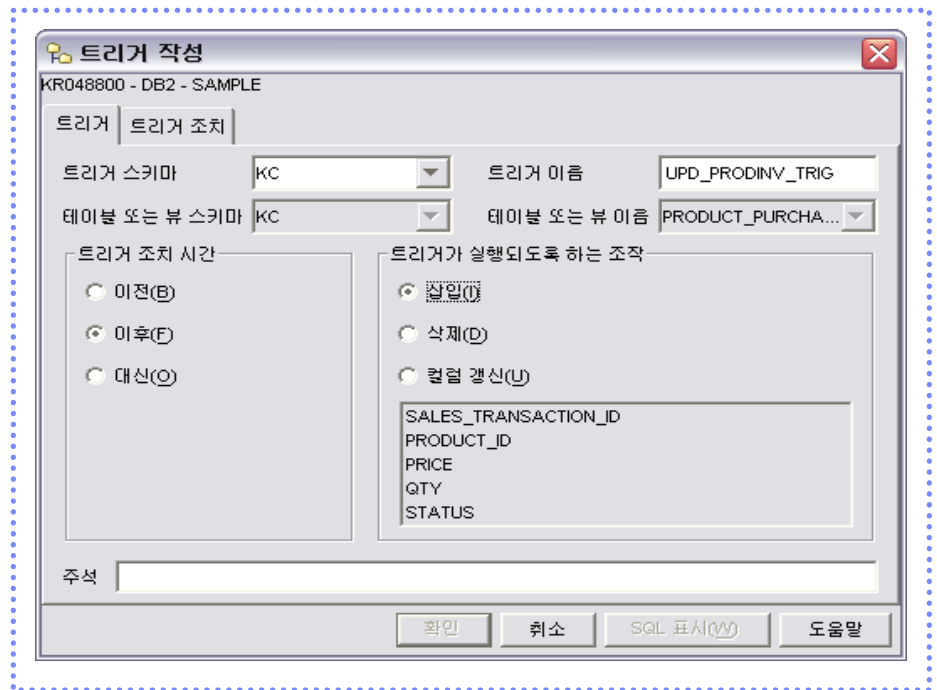 트리거 작성
KR048800 - DB2 - SAMPLE
트리거 트리거 조치
트리거 스키마 KC 트리거 이름 UPD_PRODINV_TRIG
테이블 또는 뷰 스키마 KC 테이블 또는 뷰 이름 PRODUCT_PURCHA...
트리거 조치 시간
이전(B)
이후(F)
대신(O)
트리거가 실행되도록 하는 조작
삽입(I)
삭제(D)
컬럼 갱신(U)
SALES_TRANSACTION_ID
PRODUCT_ID
PRICE
QTY
STATUS
주석
확인 취소 SQL 표시(W) 도움말